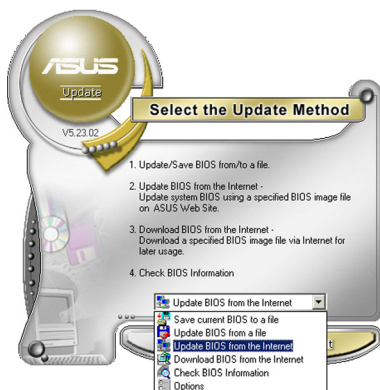 ASUS
Update
V5.23.02
Select the Update Method
1. Update/Save BIOS from/to a file.
2. Update BIOS from the Internet -
Update system BIOS using a specified BIOS image file
on ASUS Web Site.
3. Download BIOS from the Internet -
Download a specified BIOS image file via Internet for
later usage.
4. Check BIOS Information
Update BIOS from the Internet
Save current BIOS to a file
Update BIOS from a file
Update BIOS from the Internet
Download BIOS from the Internet
Check BIOS Information
Options